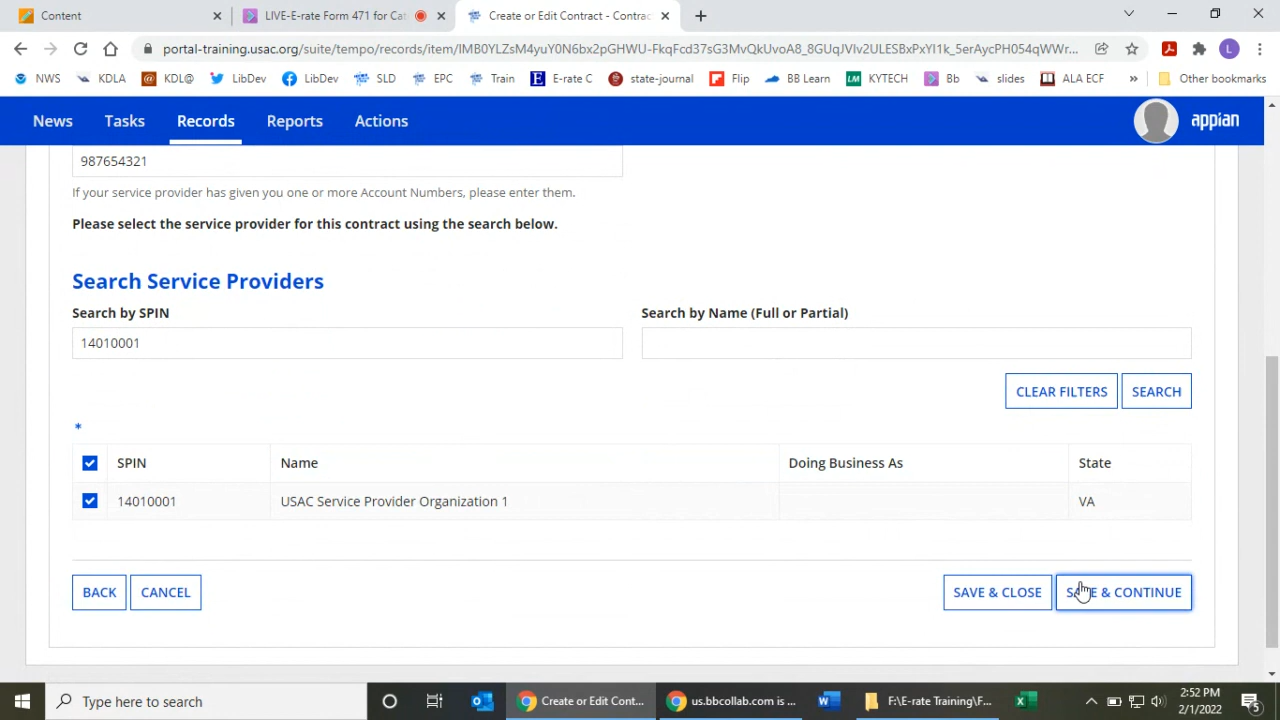 Content
LIVE-E-rate Form 471 for Cat
Create or Edit Contract - Contrac
portal-training.usac.org/suite/tempo/records/item/
NWS
KDLA
KDL@
LibDev
LibDev
SLD
EPC
Train
E-rate C
state-journal
Flip
BB Learn
KYTECH
Bb
slides
ALA ECF
»
Other bookmarks
News
Tasks
Records
Reports
Actions
appian
987654321
If your service provider has given you one or more Account Numbers, please enter them.
Please select the service provider for this contract using the search below.
Search Service Providers
Search by SPIN
Search by Name (Full or Partial)
14010001
CLEAR FILTERS
SEARCH
*
SPIN
Name
Doing Business As
State
14010001
USAC Service Provider Organization 1
VA
BACK
CANCEL
SAVE & CLOSE
& CONTINUE
Type here to search
Create or Edit Cont...
us.bbcollab.com is ...
F:\E-rate Training\F...
2:52 PM
2/1/2022
5